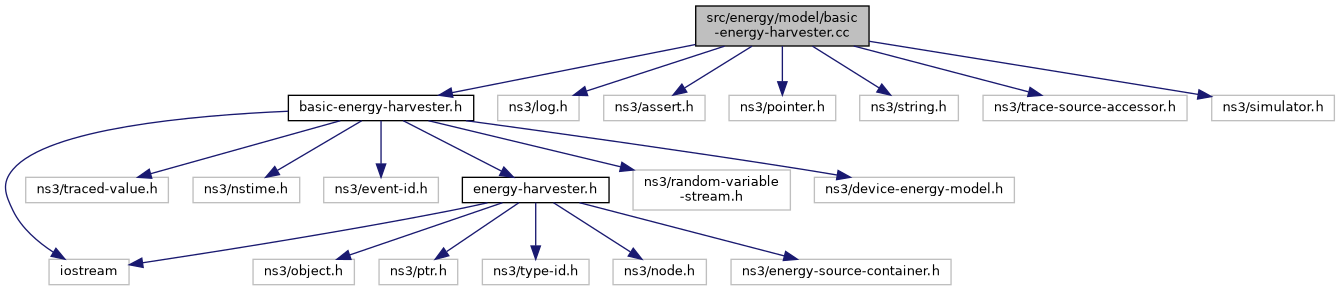 src/energy/model/basic
-energy-harvester.cc
basic-energy-harvester.h
ns3/log.h
ns3/assert.h
ns3/pointer.h
ns3/string.h
ns3/trace-source-accessor.h
ns3/simulator.h
ns3/traced-value.h
ns3/nstime.h
ns3/event-id.h
energy-harvester.h
ns3/random-variable
-stream.h
ns3/device-energy-model.h
iostream
ns3/object.h
ns3/ptr.h
ns3/type-id.h
ns3/node.h
ns3/energy-source-container.h